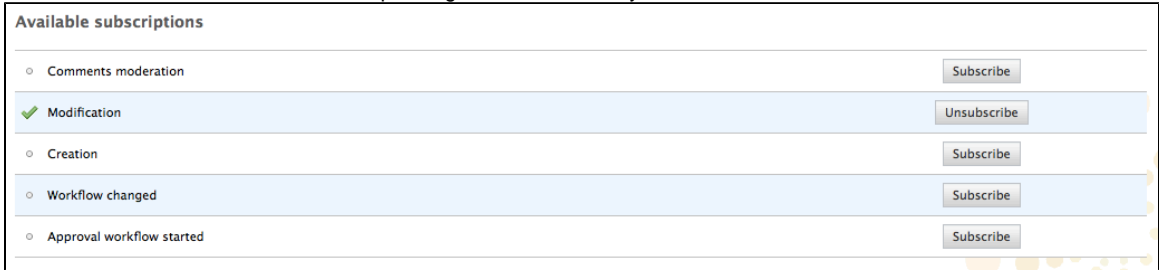 Available subscriptions
Comments moderation Subscribe
Modification Unsubscribe
Creation Subscribe
Workflow changed Subscribe
Approval workflow started Subscribe